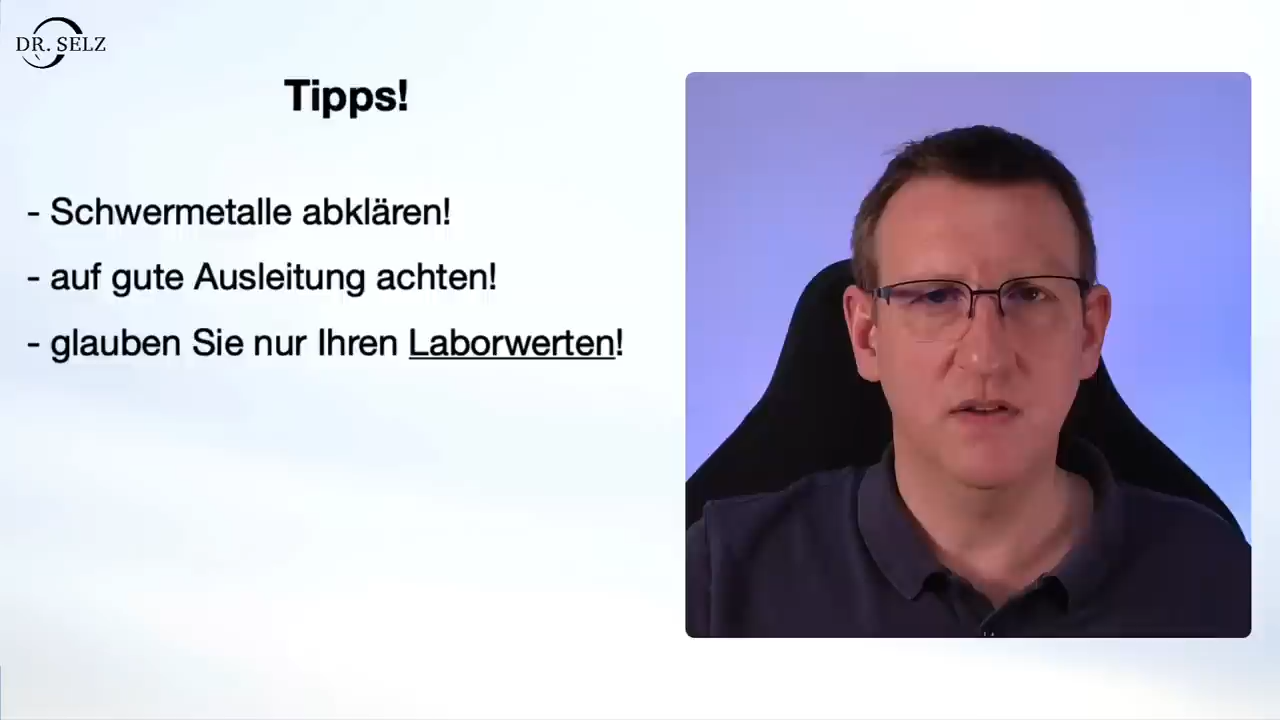 DR. SELZ
Tipps!
- Schwermetalle abklären!
- auf gute Ausleitung achten!
- glauben Sie nur Ihren Laborwerten!